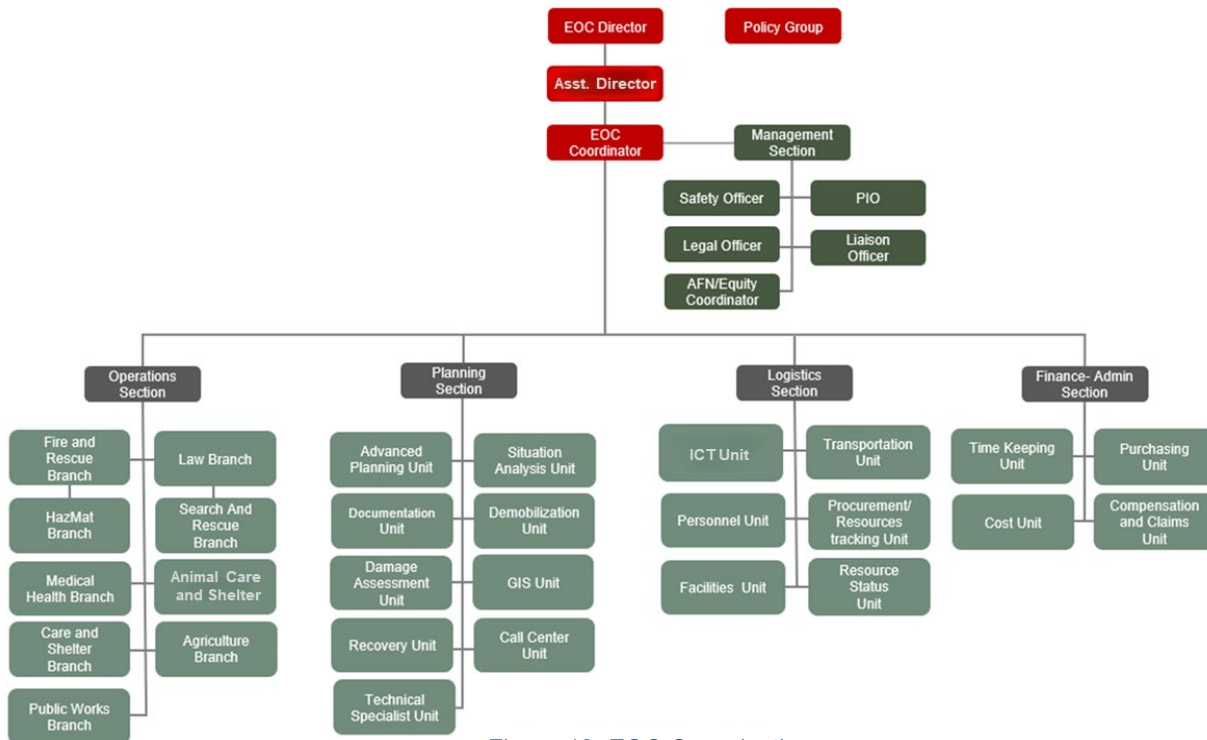 EOC Director
Policy Group
Asst. Director
EOC
Coordinator
Management
Section
Safety Officer
PIO
Legal Officer
Liaison
Officer
AFN/Equity
Coordinator
Operations
Section
Planning
Section
Logistics
Section
Finance- Admin
Section
Fire and
Rescue
Branch
Law Branch
HazMat
Branch
Search And
Rescue
Branch
Medical
Health Branch
Animal Care
and Shelter
Care and
Shelter
Branch
Agriculture
Branch
Public Works
Branch
Advanced
Planning Unit
Situation
Analysis Unit
Documentation
Unit
Demobilization
Unit
Damage
Assessment
Unit
GIS Unit
Recovery Unit
Call Center
Unit
Technical
Specialist Unit
ICT Unit
Transportation
Unit
Personnel Unit
Procurement/
Resources
tracking Unit
Facilities Unit
Resource
Status
Unit
Time Keeping
Unit
Purchasing
Unit
Cost Unit
Compensation
and Claims
Unit